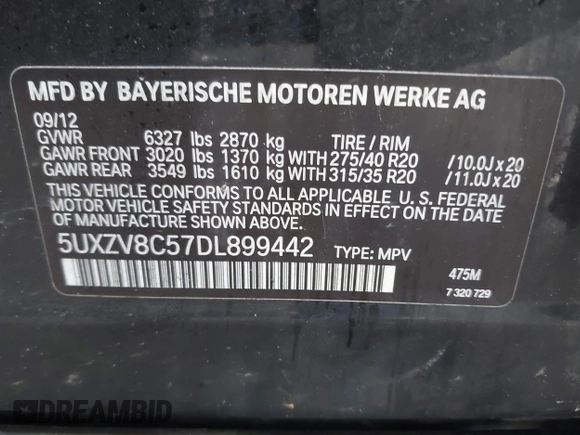 MFD BY BAYERISCHE MOTOREN WERKE AG
09/12
GVWR 6327 lbs 2870 kg TIRE / RIM
GAWR FRONT 3020 lbs 1370 kg WITH 275/40 R20 /10.0J x 20
GAWR REAR 3549 lbs 1610 kg WITH 315/35 R20 /11.0J x 20
THIS VEHICLE CONFORMS TO ALL APPLICABLE U. S. FEDERAL
MOTOR VEHICLE SAFETY STANDARDS IN EFFECT ON THE DATE OF
MANUFACTURE SHOWN ABOVE.
5UXZV8C57DL899442 TYPE: MPV
475M
7 320 729
DREAMBID